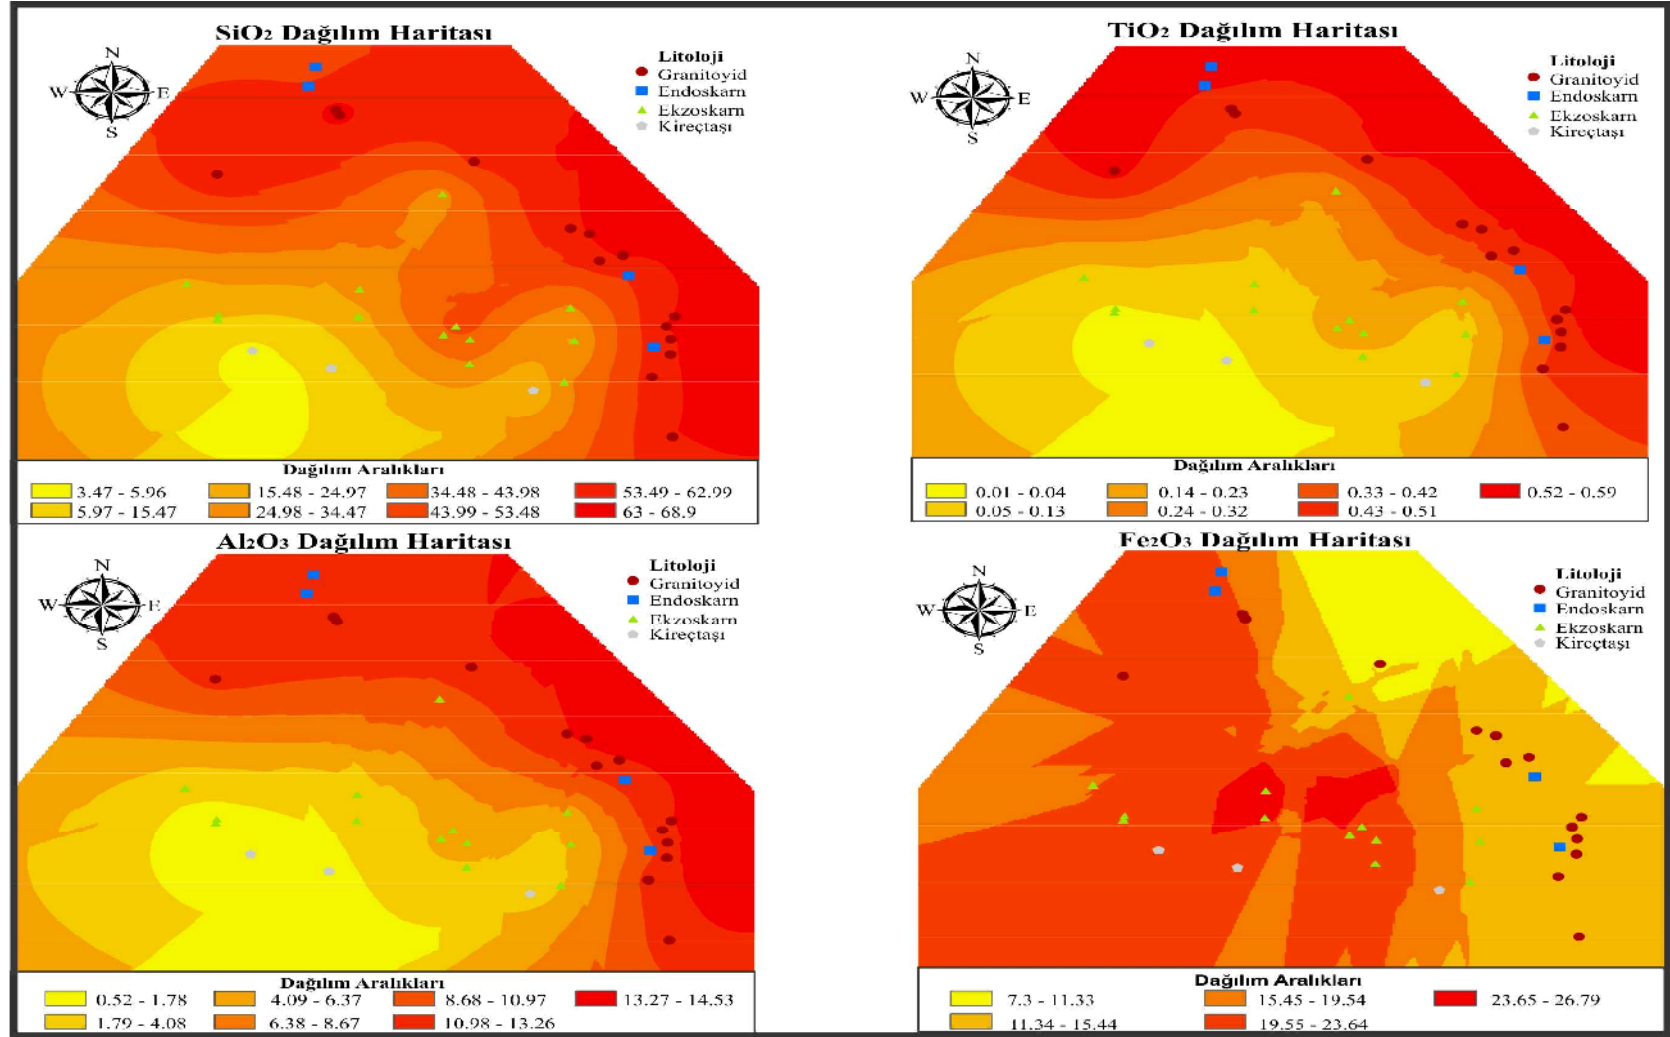 SiO₂ Dağılım Haritası
N
W
E
S
Litoloji
Granitoyid
Endoskarn
Ekzoskarn
Kireçtaşı
Dağılım Aralıkları
3.47 - 5.96
15.48 - 24.97
34.48 - 43.98
53.49 - 62.99
5.97 - 15.47
24.98 - 34.47
43.99 - 53.48
63 - 68.9
TiO₂ Dağılım Haritası
N
W
E
S
Litoloji
Granitoyid
Endoskarn
Ekzoskarn
Kireçtaşı
Dağılım Aralıkları
0.01 - 0.04
0.14 - 0.23
0.33 - 0.42
0.52 - 0.59
0.05 - 0.13
0.24 - 0.32
0.43 - 0.51
Al₂O₃ Dağılım Haritası
N
W
E
S
Litoloji
Granitoyid
Endoskarn
Ekzoskarn
Kireçtaşı
Dağılım Aralıkları
0.52 - 1.78
4.09 - 6.37
8.68 - 10.97
13.27 - 14.53
1.79 - 4.08
6.38 - 8.67
10.98 - 13.26
Fe₂O₃ Dağılım Haritası
N
W
E
S
Litoloji
Granitoyid
Endoskarn
Ekzoskarn
Kireçtaşı
Dağılım Aralıkları
7.3 - 11.33
15.45 - 19.54
23.65 - 26.79
11.34 - 15.44
19.55 - 23.64